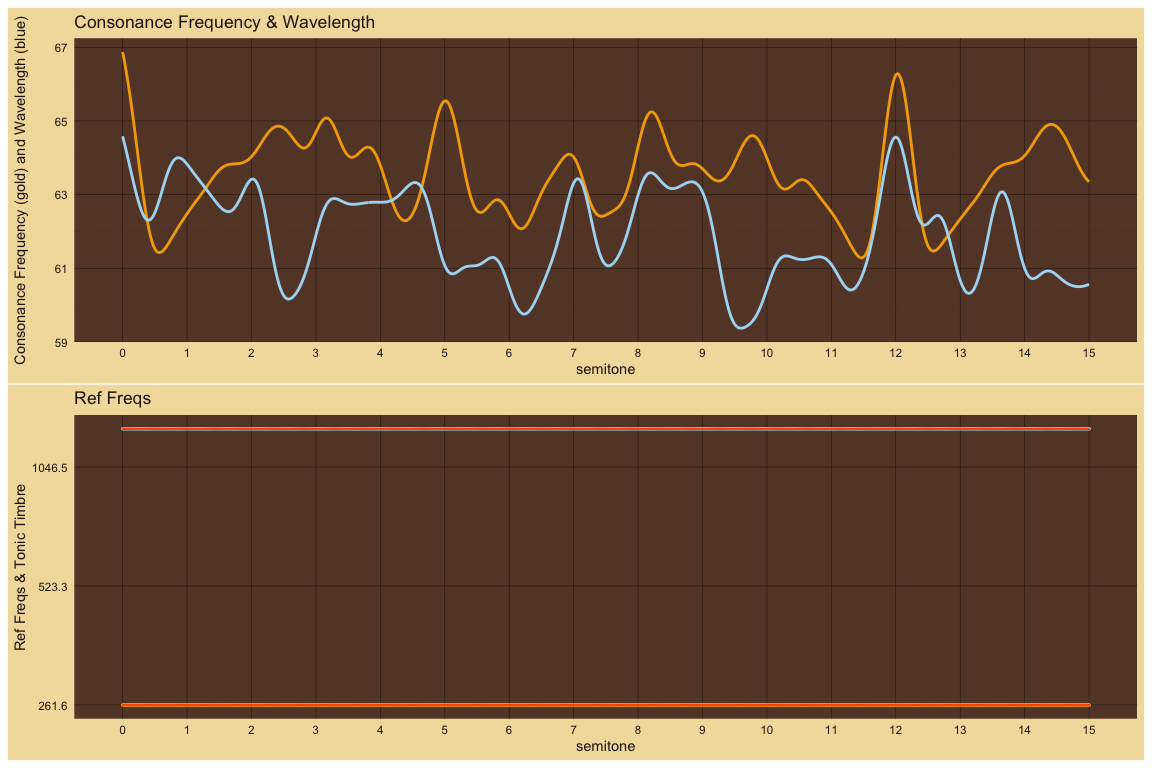 Consonance Frequency & Wavelength
Consonance Frequency (gold) and Wavelength (blue)
67
65
63
61
59
0 1 2 3 4 5 6 7 8 9 10 11 12 13 14 15
semitone
Ref Freqs
Ref Freqs & Tonic Timbre
1046.5
523.3
261.6
0 1 2 3 4 5 6 7 8 9 10 11 12 13 14 15
semitone